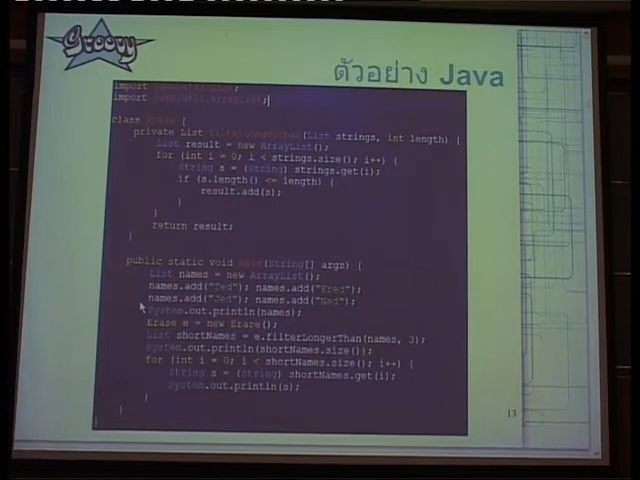 Groovy
ตัวอย่าง Java
import java.util.List;
import java.util.ArrayList;
class Erase {
private List filterLongerThan(List strings, int length) {
List result = new ArrayList();
for (int i = 0; i < strings.size(); i++) {
String s = (String) strings.get(i);
if (s.length() <= length) {
result.add(s);
}
}
return result;
}
public static void main(String[] args) {
List names = new ArrayList();
names.add("Ted"); names.add("Fred");
names.add("Jed"); names.add("Ned");
System.out.println(names);
Erase e = new Erase();
List shortNames = e.filterLongerThan(names, 3);
System.out.println(shortNames.size());
for (int i = 0; i < shortNames.size(); i++) {
String s = (String) shortNames.get(i);
System.out.println(s);
}
}
}
13